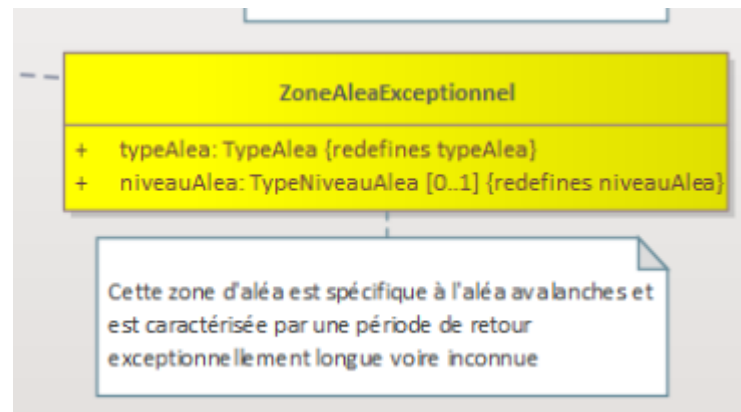 ZoneAleaExceptionnel
+ typeAlea: TypeAlea {redefines typeAlea}
+ niveauAlea: TypeNiveauAlea [0..1] {redefines niveauAlea}
Cette zone d'aléa est spécifique à l'aléa avalanches et
est caractérisée par une période de retour
exceptionnellement longue voire inconnue